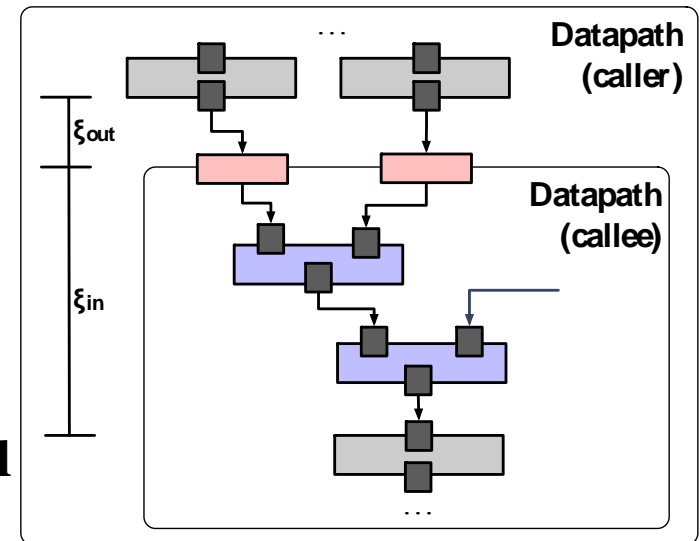 ...
Datapath
(caller)
ξout
Datapath
(callee)
ξin
...